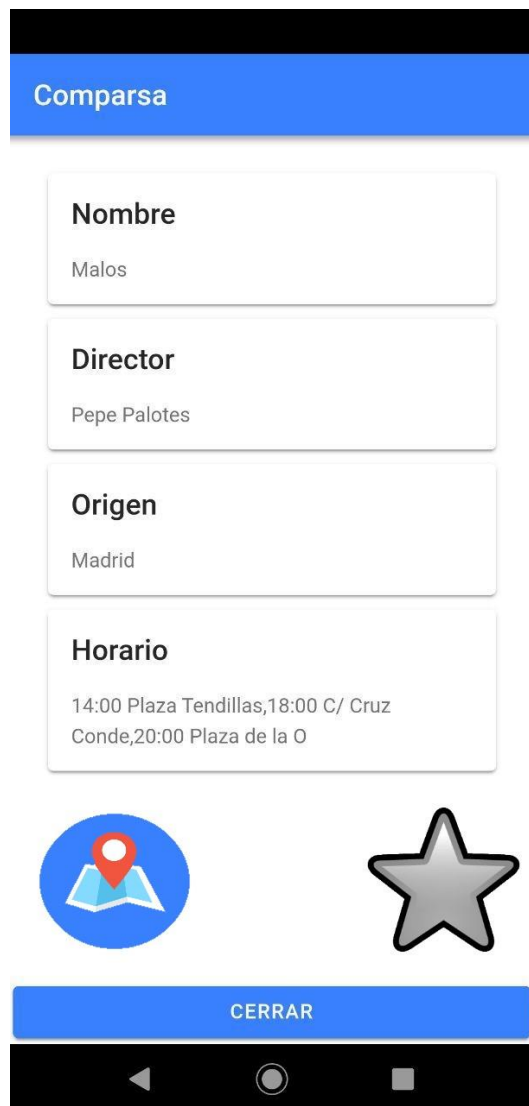 Comparsa
Nombre
Malos
Director
Pepe Palotes
Origen
Madrid
Horario
14:00 Plaza Tendillas,18:00 C/ Cruz
Conde,20:00 Plaza de la O
CERRAR